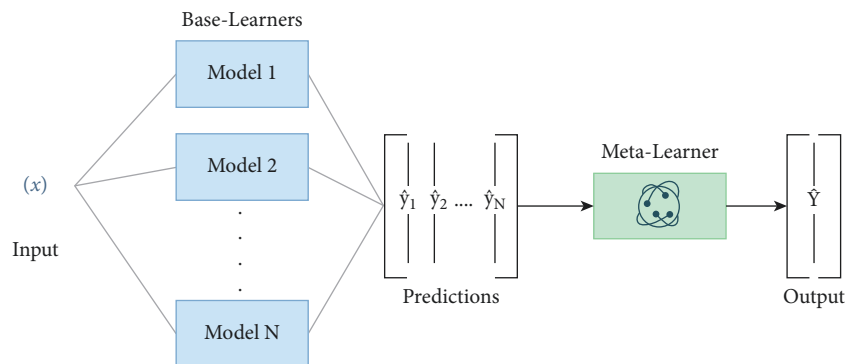 Base-Learners
Model 1
Model 2
.
.
.
.
Model N
(x)
Input
ŷ1 ŷ2 .... ŷN
Predictions
Meta-Learner
Ŷ
Output